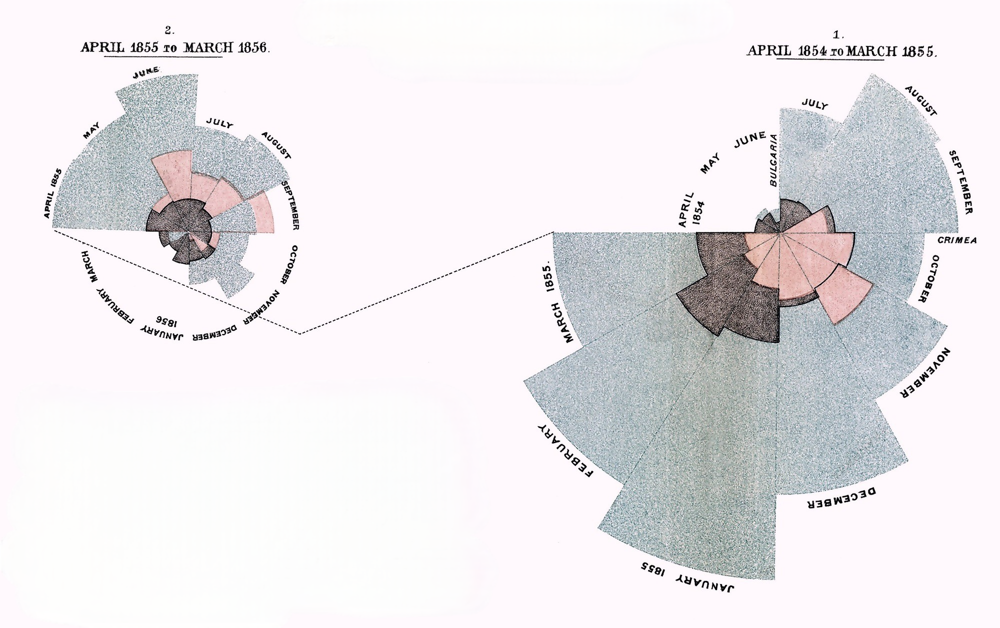 2.
APRIL 1855 TO MARCH 1856.
JUNE
MAY
APRIL 1855
JULY
AUGUST
SEPTEMBER
OCTOBER
NOVEMBER
DECEMBER
JANUARY
1856
FEBRUARY
MARCH
1.
APRIL 1854 TO MARCH 1855.
APRIL
1854
MAY
JUNE
BULGARIA
JULY
AUGUST
SEPTEMBER
CRIMEA
OCTOBER
NOVEMBER
DECEMBER
JANUARY 1855
FEBRUARY
MARCH 1855.